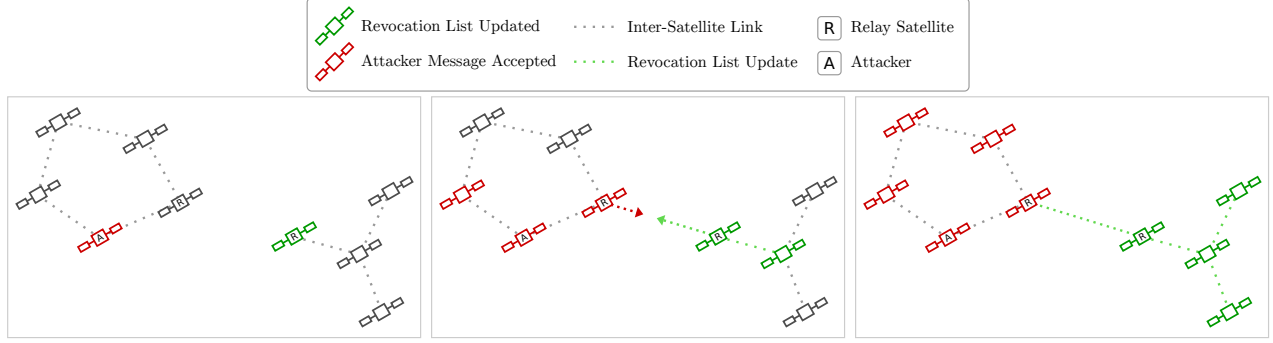 Revocation List Updated
Inter-Satellite Link
R Relay Satellite
Attacker Message Accepted
Revocation List Update
A Attacker
R
A
R
R
A
R
R
A
R